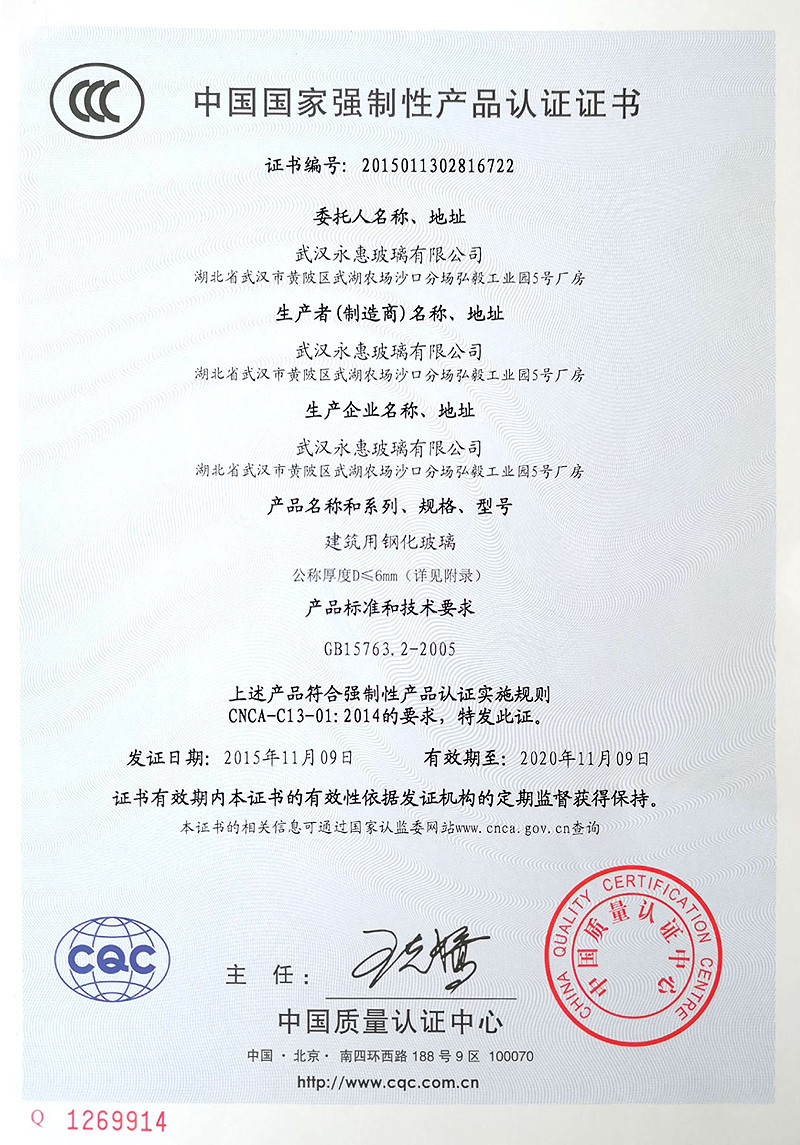 CCC
中国国家强制性产品认证证书
证书编号: 2015011302816722
委托人名称、地址
武汉永惠玻璃有限公司
湖北省武汉市黄陂区武湖农场沙口分场弘毅工业园5号厂房
生产者(制造商)名称、地址
武汉永惠玻璃有限公司
湖北省武汉市黄陂区武湖农场沙口分场弘毅工业园5号厂房
生产企业名称、地址
武汉永惠玻璃有限公司
湖北省武汉市黄陂区武湖农场沙口分场弘毅工业园5号厂房
产品名称和系列、规格、型号
建筑用钢化玻璃
公称厚度D≤6mm（详见附录）
产品标准和技术要求
GB15763.2-2005
上述产品符合强制性产品认证实施规则
CNCA-C13-01:2014的要求，特发此证。
发证日期: 2015年11月09日 有效期至: 2020年11月09日
证书有效期内本证书的有效性依据发证机构的定期监督获得保持。
本证书的相关信息可通过国家认监委网站www.cnca.gov.cn查询
CHINA QUALITY CERTIFICATION CENTRE
中国质量认证中心
CQC
主 任:
中国质量认证中心
中国·北京· 南四环西路188号9区 100070
http://www.cqc.com.cn
Q 1269914